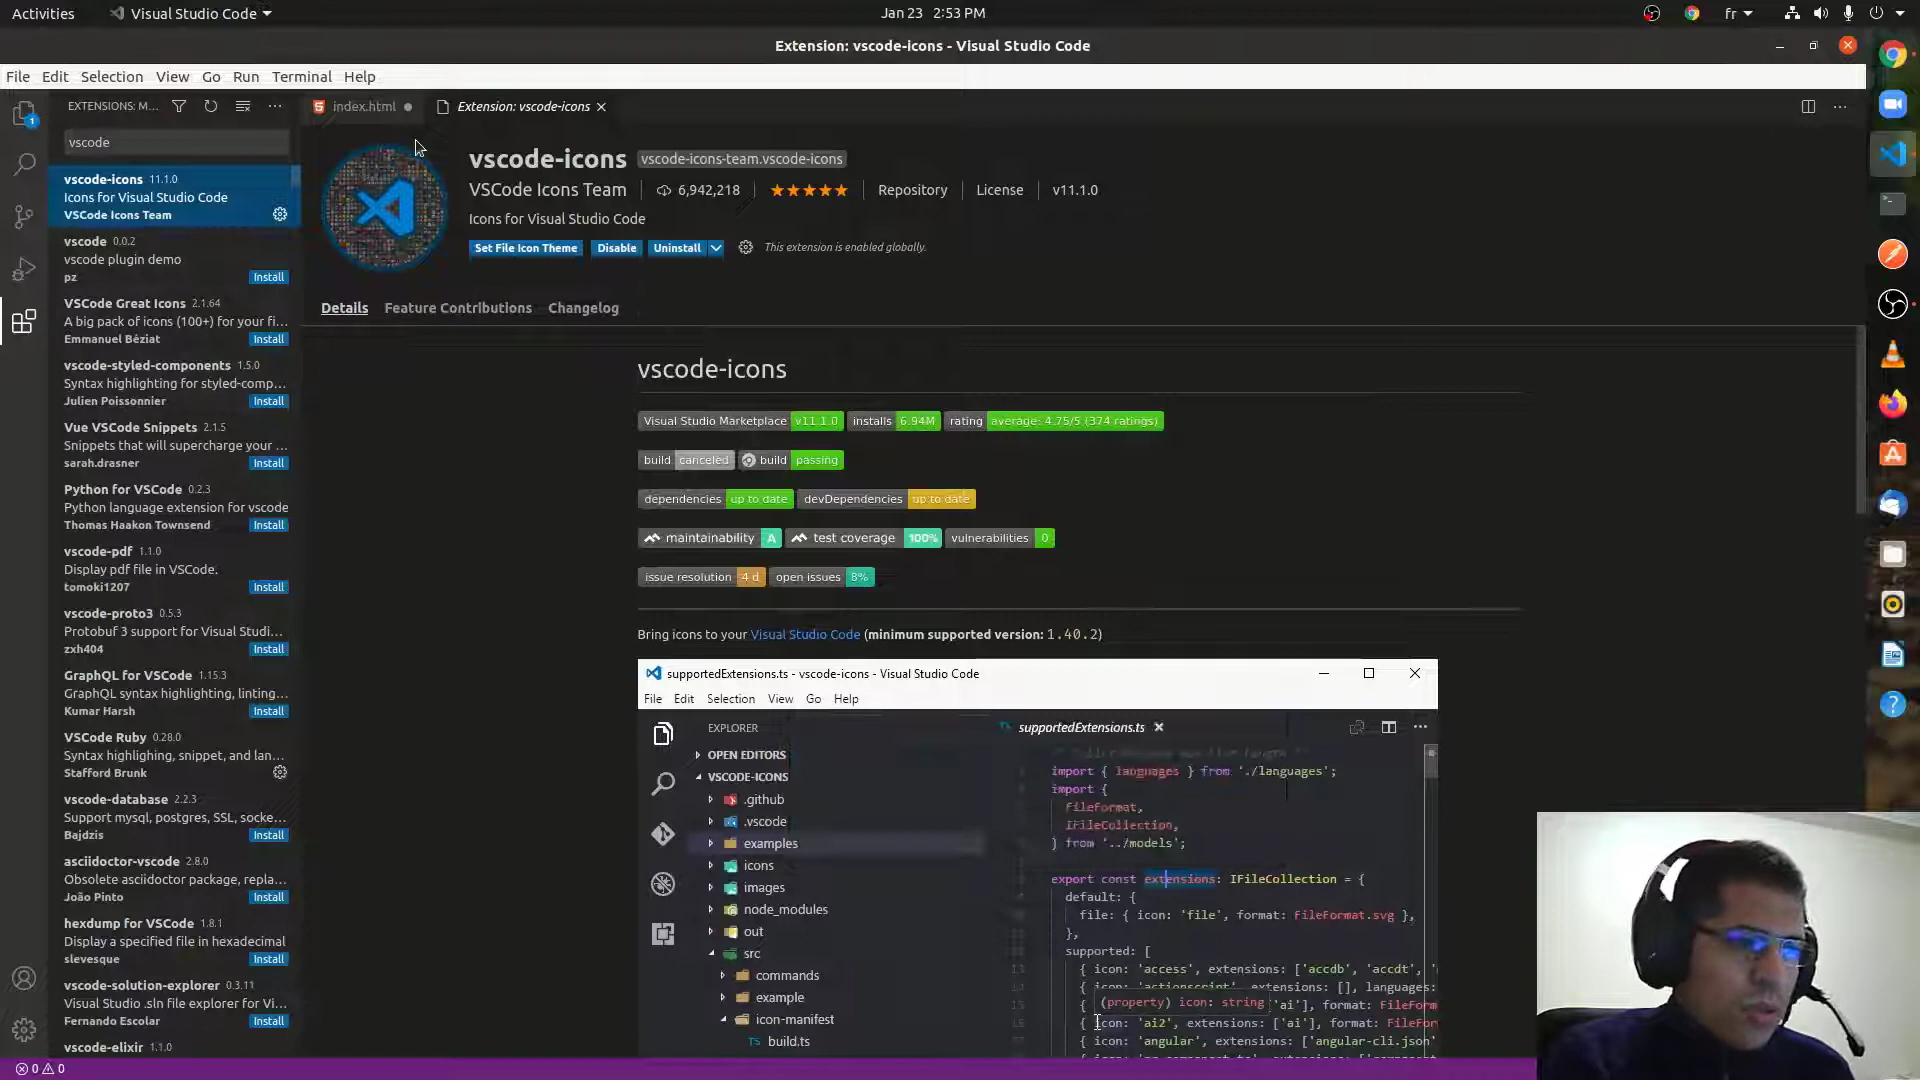 Activities
Visual Studio Code
Jan 23 2:53 PM
fr
Extension: vscode-icons - Visual Studio Code
File Edit Selection View Go Run Terminal Help
EXTENSIONS: M...
index.html
Extension: vscode-icons
vscode
vscode-icons 11.1.0
Icons for Visual Studio Code
VSCode Icons Team
vscode 0.0.2
vscode plugin demo
pz Install
VSCode Great Icons 2.1.64
A big pack of icons (100+) for your fi...
Emmanuel Béziat Install
vscode-styled-components 1.5.0
Syntax highlighting for styled-comp...
Julien Poissonnier Install
Vue VSCode Snippets 2.1.5
Snippets that will supercharge your ...
sarah.drasner Install
Python for VSCode 0.2.3
Python language extension for vscode
Thomas Haakon Townsend Install
vscode-pdf 1.1.0
Display pdf file in VSCode.
tomoki1207 Install
vscode-proto3 0.5.3
Protobuf 3 support for Visual Studi...
zxh404 Install
GraphQL for VSCode 1.15.3
GraphQL syntax highlighting, linting...
Kumar Harsh Install
VSCode Ruby 0.28.0
Syntax highlighing, snippet, and lan...
Stafford Brunk
vscode-database 2.2.3
Support mysql, postgres, SSL, socke...
Bajdzis Install
asciidoctor-vscode 2.8.0
Obsolete asciidoctor package, repla...
João Pinto Install
hexdump for VSCode 1.8.1
Display a specified file in hexadecimal
slevesque Install
vscode-solution-explorer 0.3.11
Visual Studio .sln file explorer for Vi...
Fernando Escolar Install
vscode-elixir 1.1.0
vscode-icons vscode-icons-team.vscode-icons
VSCode Icons Team 6,942,218 Repository License v11.1.0
Icons for Visual Studio Code
Set File Icon Theme Disable Uninstall This extension is enabled globally.
Details Feature Contributions Changelog
vscode-icons
Visual Studio Marketplace v11.1.0 installs 6.94M rating average: 4.75/5 (374 ratings)
build canceled build passing
dependencies up to date devDependencies up to date
maintainability A test coverage 100% vulnerabilities 0
issue resolution 4 d open issues 8%
Bring icons to your Visual Studio Code (minimum supported version: 1.40.2)
supportedExtensions.ts - vscode-icons - Visual Studio Code
File Edit Selection View Go Help
EXPLORER
OPEN EDITORS
VSCODE-ICONS
.github
.vscode
examples
icons
images
node_modules
out
src
commands
example
icon-manifest
TS build.ts
supportedExtensions.ts
import { languages } from './languages';
import {
FileFormat,
IFileCollection,
} from '../models';
export const extensions: IFileCollection = {
default: {
file: { icon: 'file', format: FileFormat.svg },
},
supported: [
{ icon: 'access', extensions: ['accdb', 'accdt',
{ icon: 'actionscript', extensions: [], languages:
(property) icon: string 'ai'], format: FileForm
{ icon: 'ai2', extensions: ['ai'], format: FileFor
{ icon: 'angular', extensions: ['angular-cli.json'
0 0
1